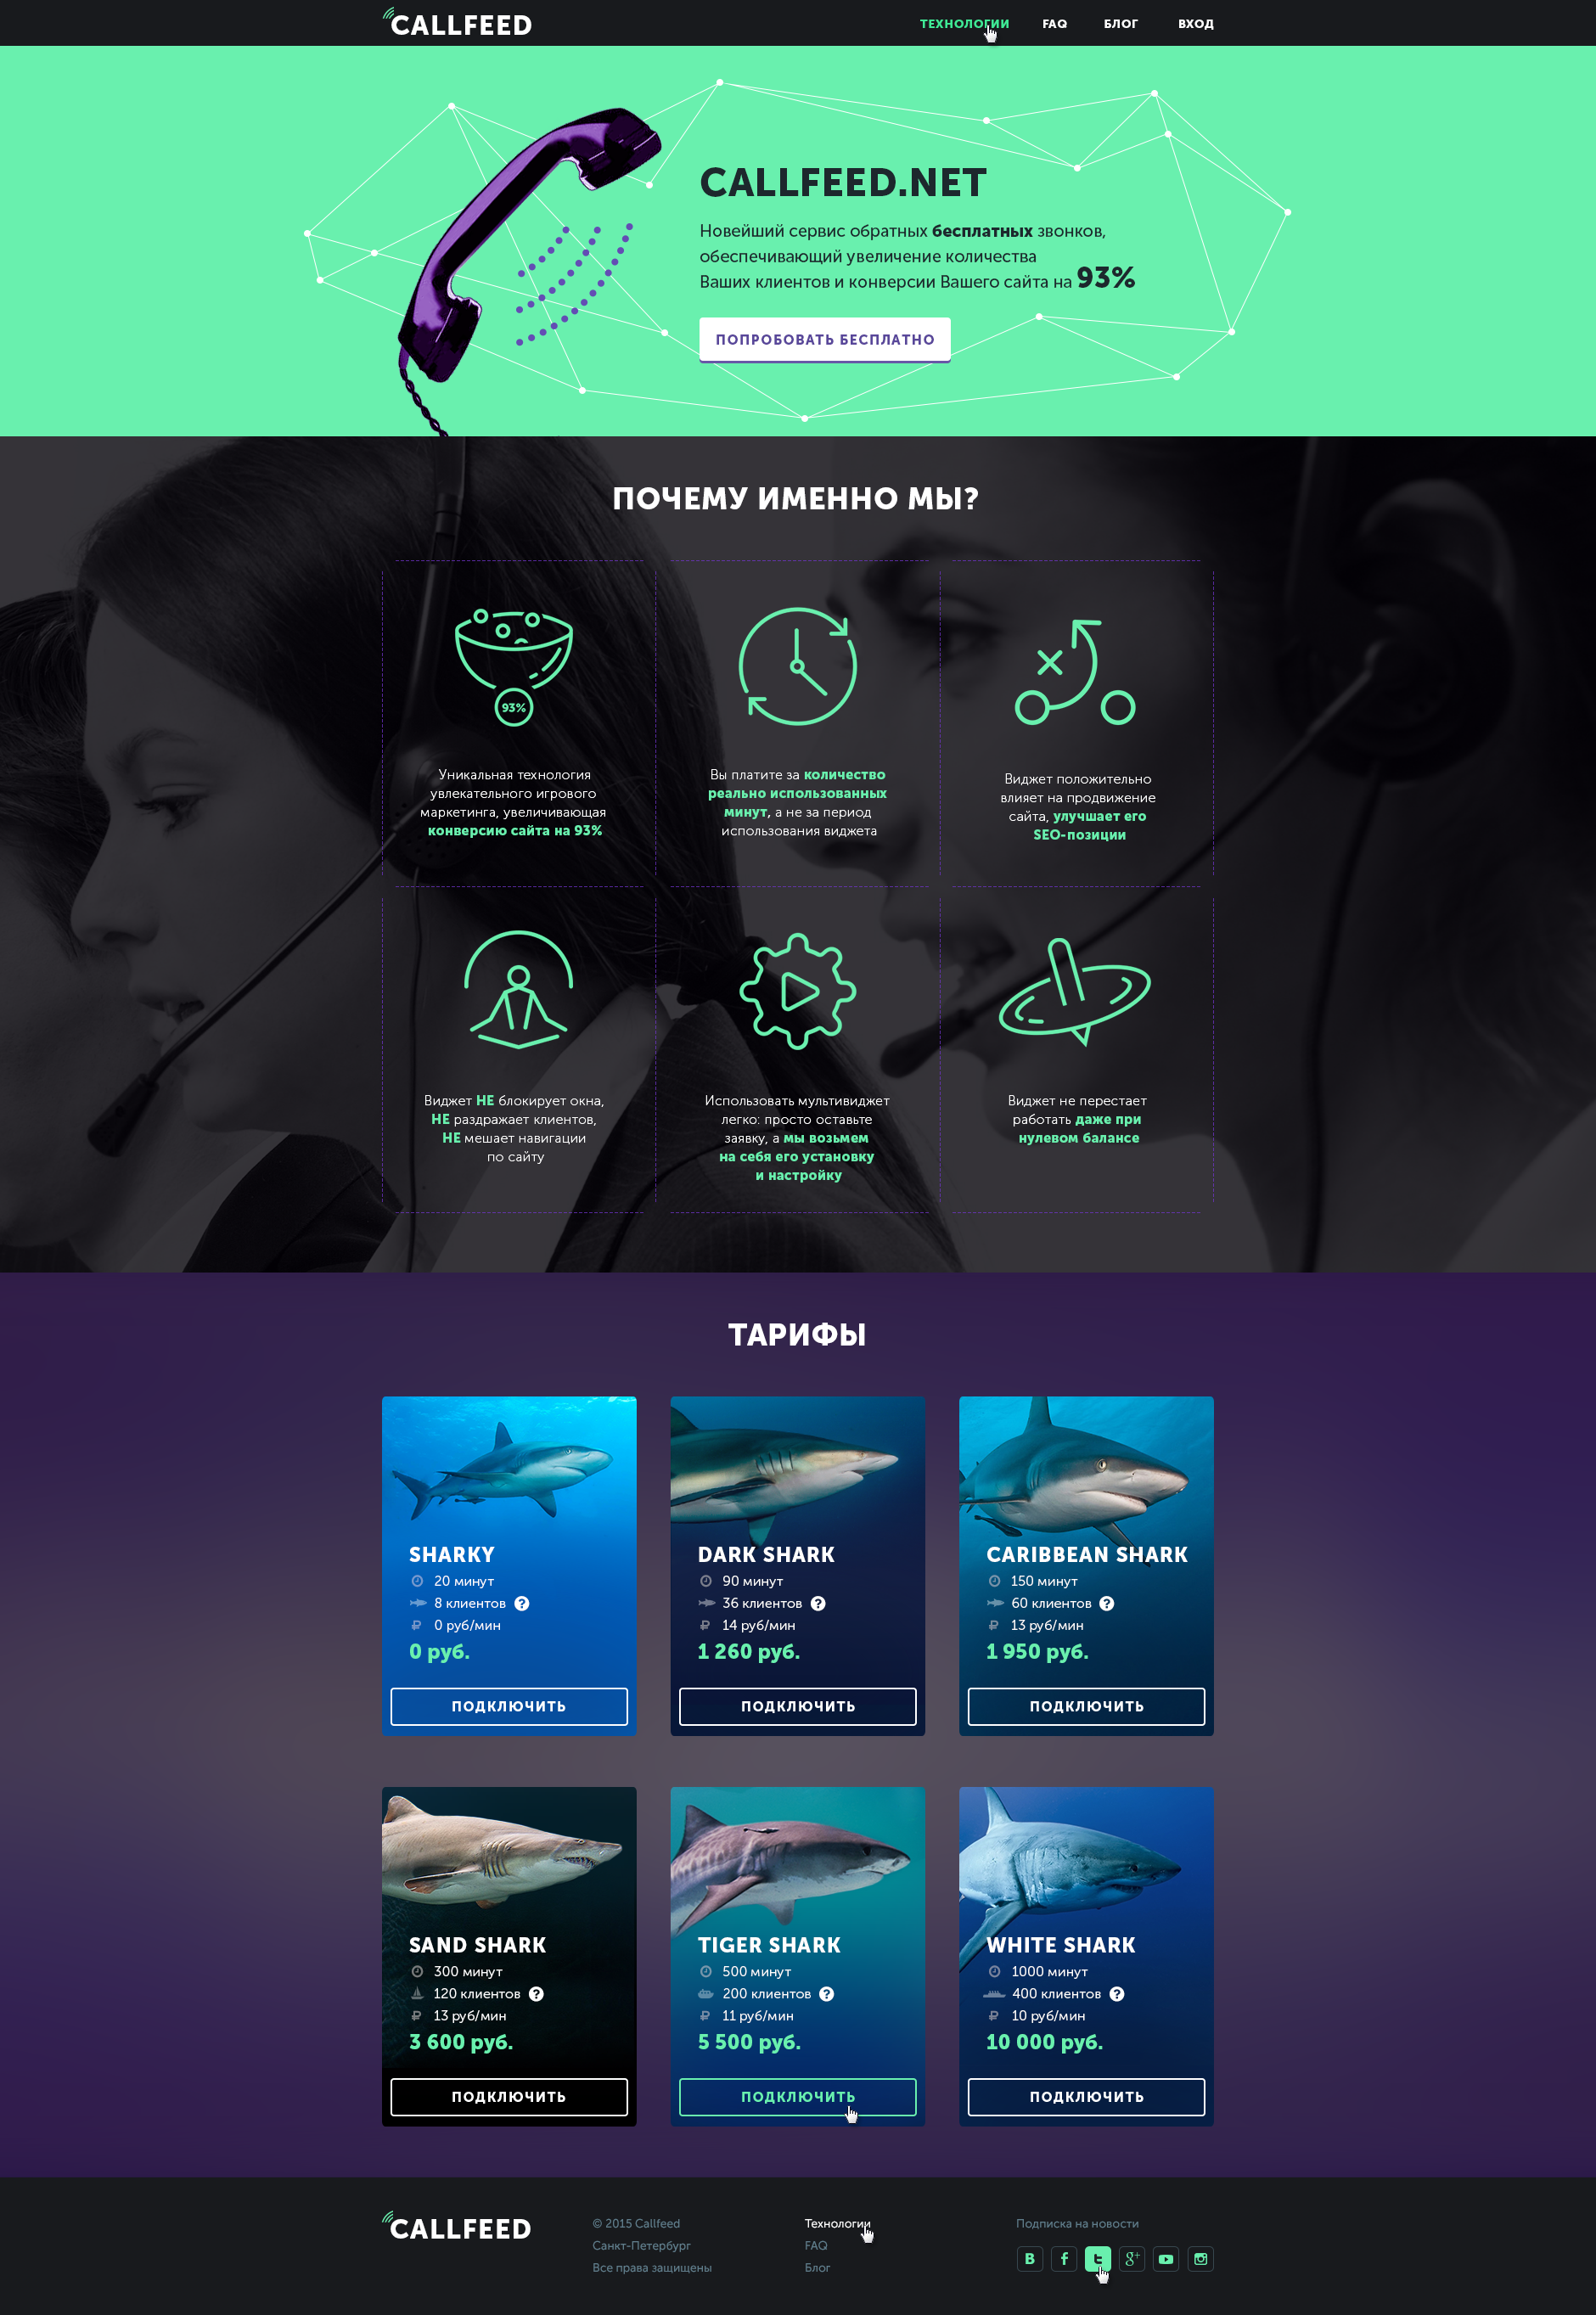 CALLFEED
ТЕХНОЛОГИИ FAQ БЛОГ ВХОД
CALLFEED.NET
Новейший сервис обратных бесплатных звонков,
обеспечивающий увеличение количества
Ваших клиентов и конверсии Вашего сайта на 93%
ПОПРОБОВАТЬ БЕСПЛАТНО
ПОЧЕМУ ИМЕННО МЫ?
93%
Уникальная технология
увлекательного игрового
маркетинга, увеличивающая
конверсию сайта на 93%
Вы платите за количество
реально использованных
минут, а не за период
использования виджета
Виджет положительно
влияет на продвижение
сайта, улучшает его
SEO-позиции
Виджет НЕ блокирует окна,
НЕ раздражает клиентов,
НЕ мешает навигации
по сайту
Использовать мультивиджет
легко: просто оставьте
заявку, а мы возьмем
на себя его установку
и настройку
Виджет не перестает
работать даже при
нулевом балансе
ТАРИФЫ
SHARKY
20 минут
8 клиентов ?
₽ 0 руб/мин
0 руб.
ПОДКЛЮЧИТЬ
DARK SHARK
90 минут
36 клиентов ?
₽ 14 руб/мин
1 260 руб.
ПОДКЛЮЧИТЬ
CARIBBEAN SHARK
150 минут
60 клиентов ?
₽ 13 руб/мин
1 950 руб.
ПОДКЛЮЧИТЬ
SAND SHARK
300 минут
120 клиентов ?
₽ 13 руб/мин
3 600 руб.
ПОДКЛЮЧИТЬ
TIGER SHARK
500 минут
200 клиентов ?
₽ 11 руб/мин
5 500 руб.
ПОДКЛЮЧИТЬ
WHITE SHARK
1000 минут
400 клиентов ?
₽ 10 руб/мин
10 000 руб.
ПОДКЛЮЧИТЬ
CALLFEED
© 2015 Callfeed
Санкт-Петербург
Все права защищены
Технологии
FAQ
Блог
Подписка на новости
B f t g+